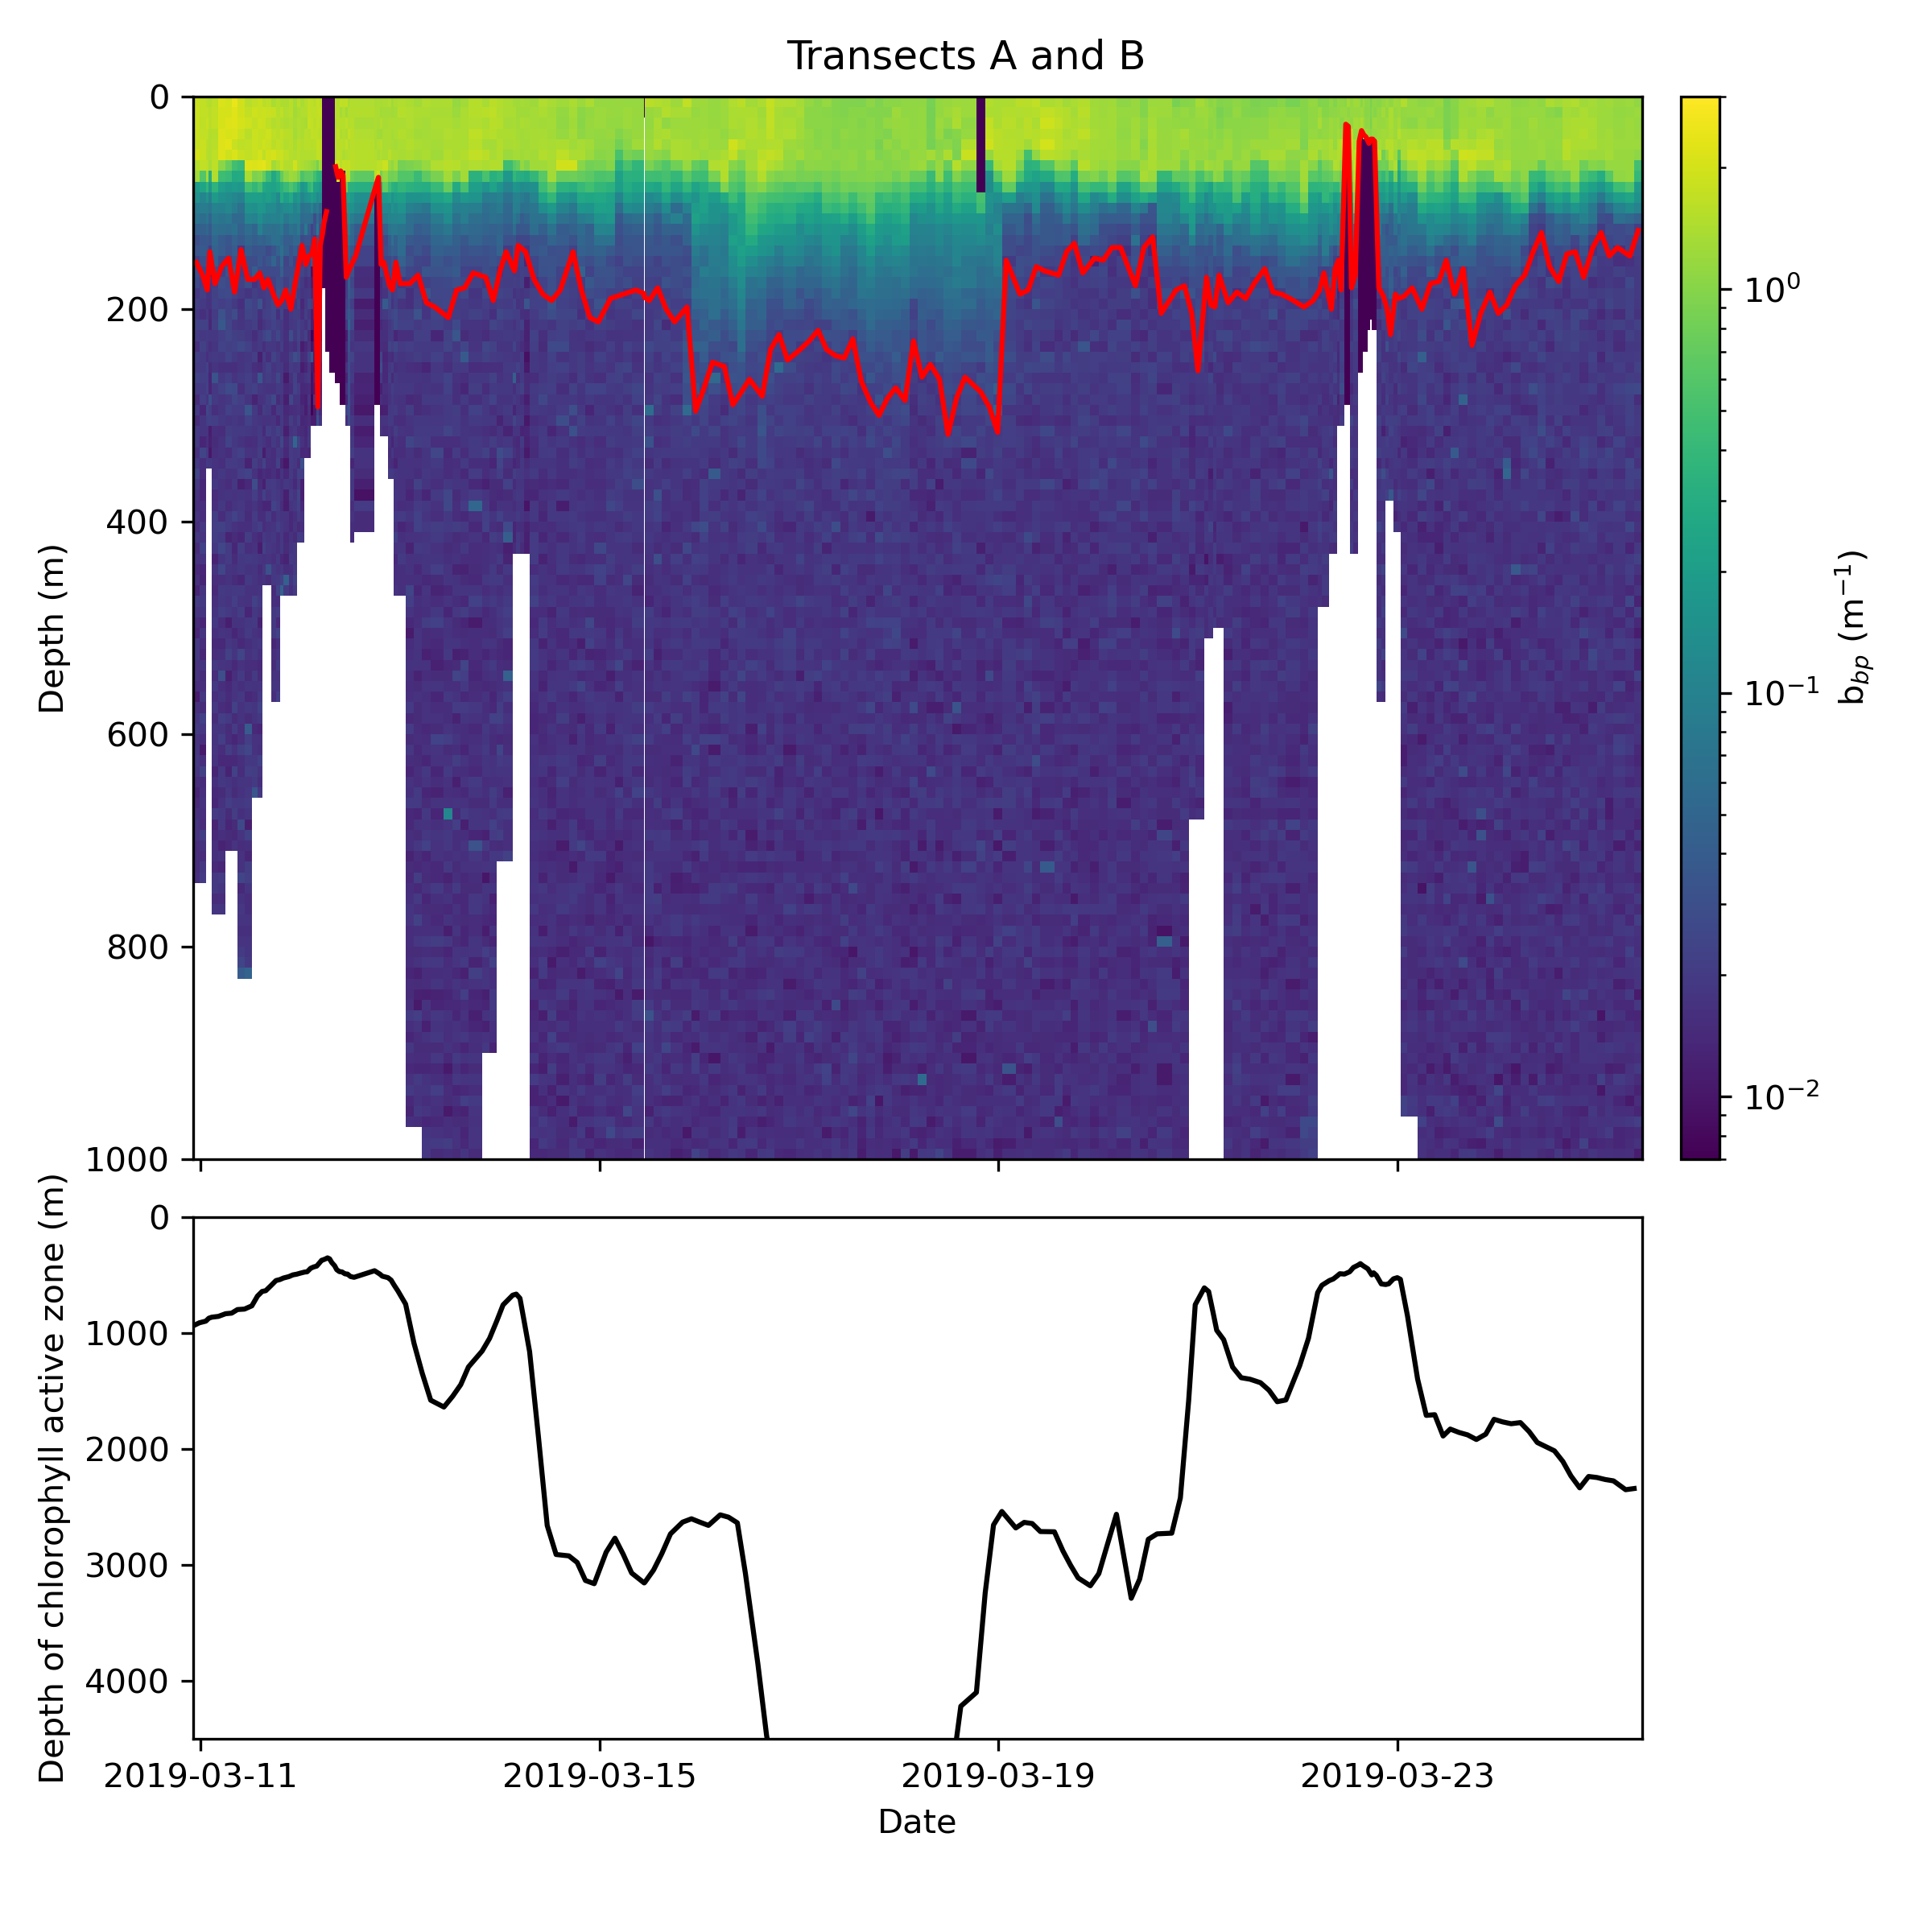 Transects A and B
0
200
400
600
800
1000
Depth (m)
10⁰
10⁻¹
10⁻²
b_bp (m⁻¹)
0
1000
2000
3000
4000
Depth of chlorophyll active zone (m)
2019-03-11 2019-03-15 2019-03-19 2019-03-23
Date